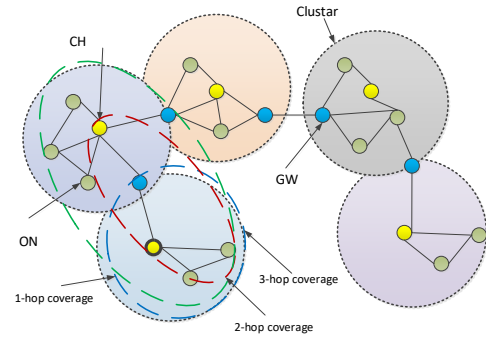 Clustar
CH
GW
ON
3-hop coverage
1-hop coverage
2-hop coverage